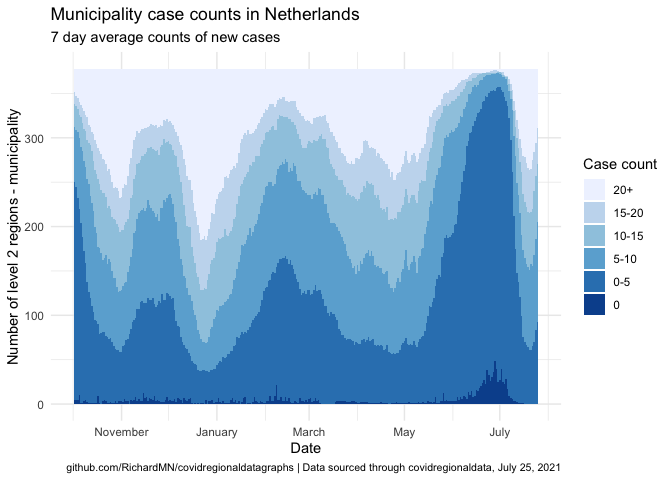 Municipality case counts in Netherlands
7 day average counts of new cases
Number of level 2 regions - municipality
300
200
100
0
November January March May July
Date
Case count
20+
15-20
10-15
5-10
0-5
0
github.com/RichardMN/covidregionaldatagraphs | Data sourced through covidregionaldata, July 25, 2021